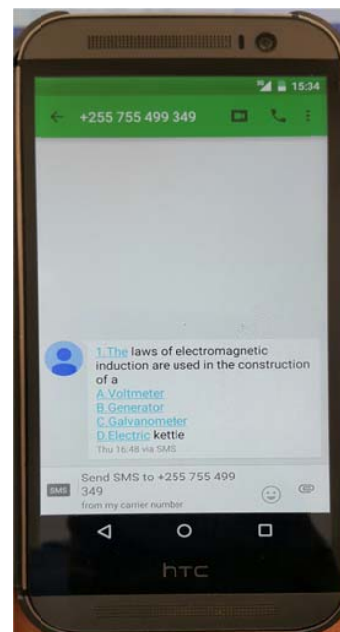 15:34
+255 755 499 349
1.The laws of electromagnetic
induction are used in the construction
of a
A.Voltmeter
B.Generator
C.Galvanometer
D.Electric kettle
Thu 16:48 via SMS
Send SMS to +255 755 499
SMS 349
from my carrier number
hTC